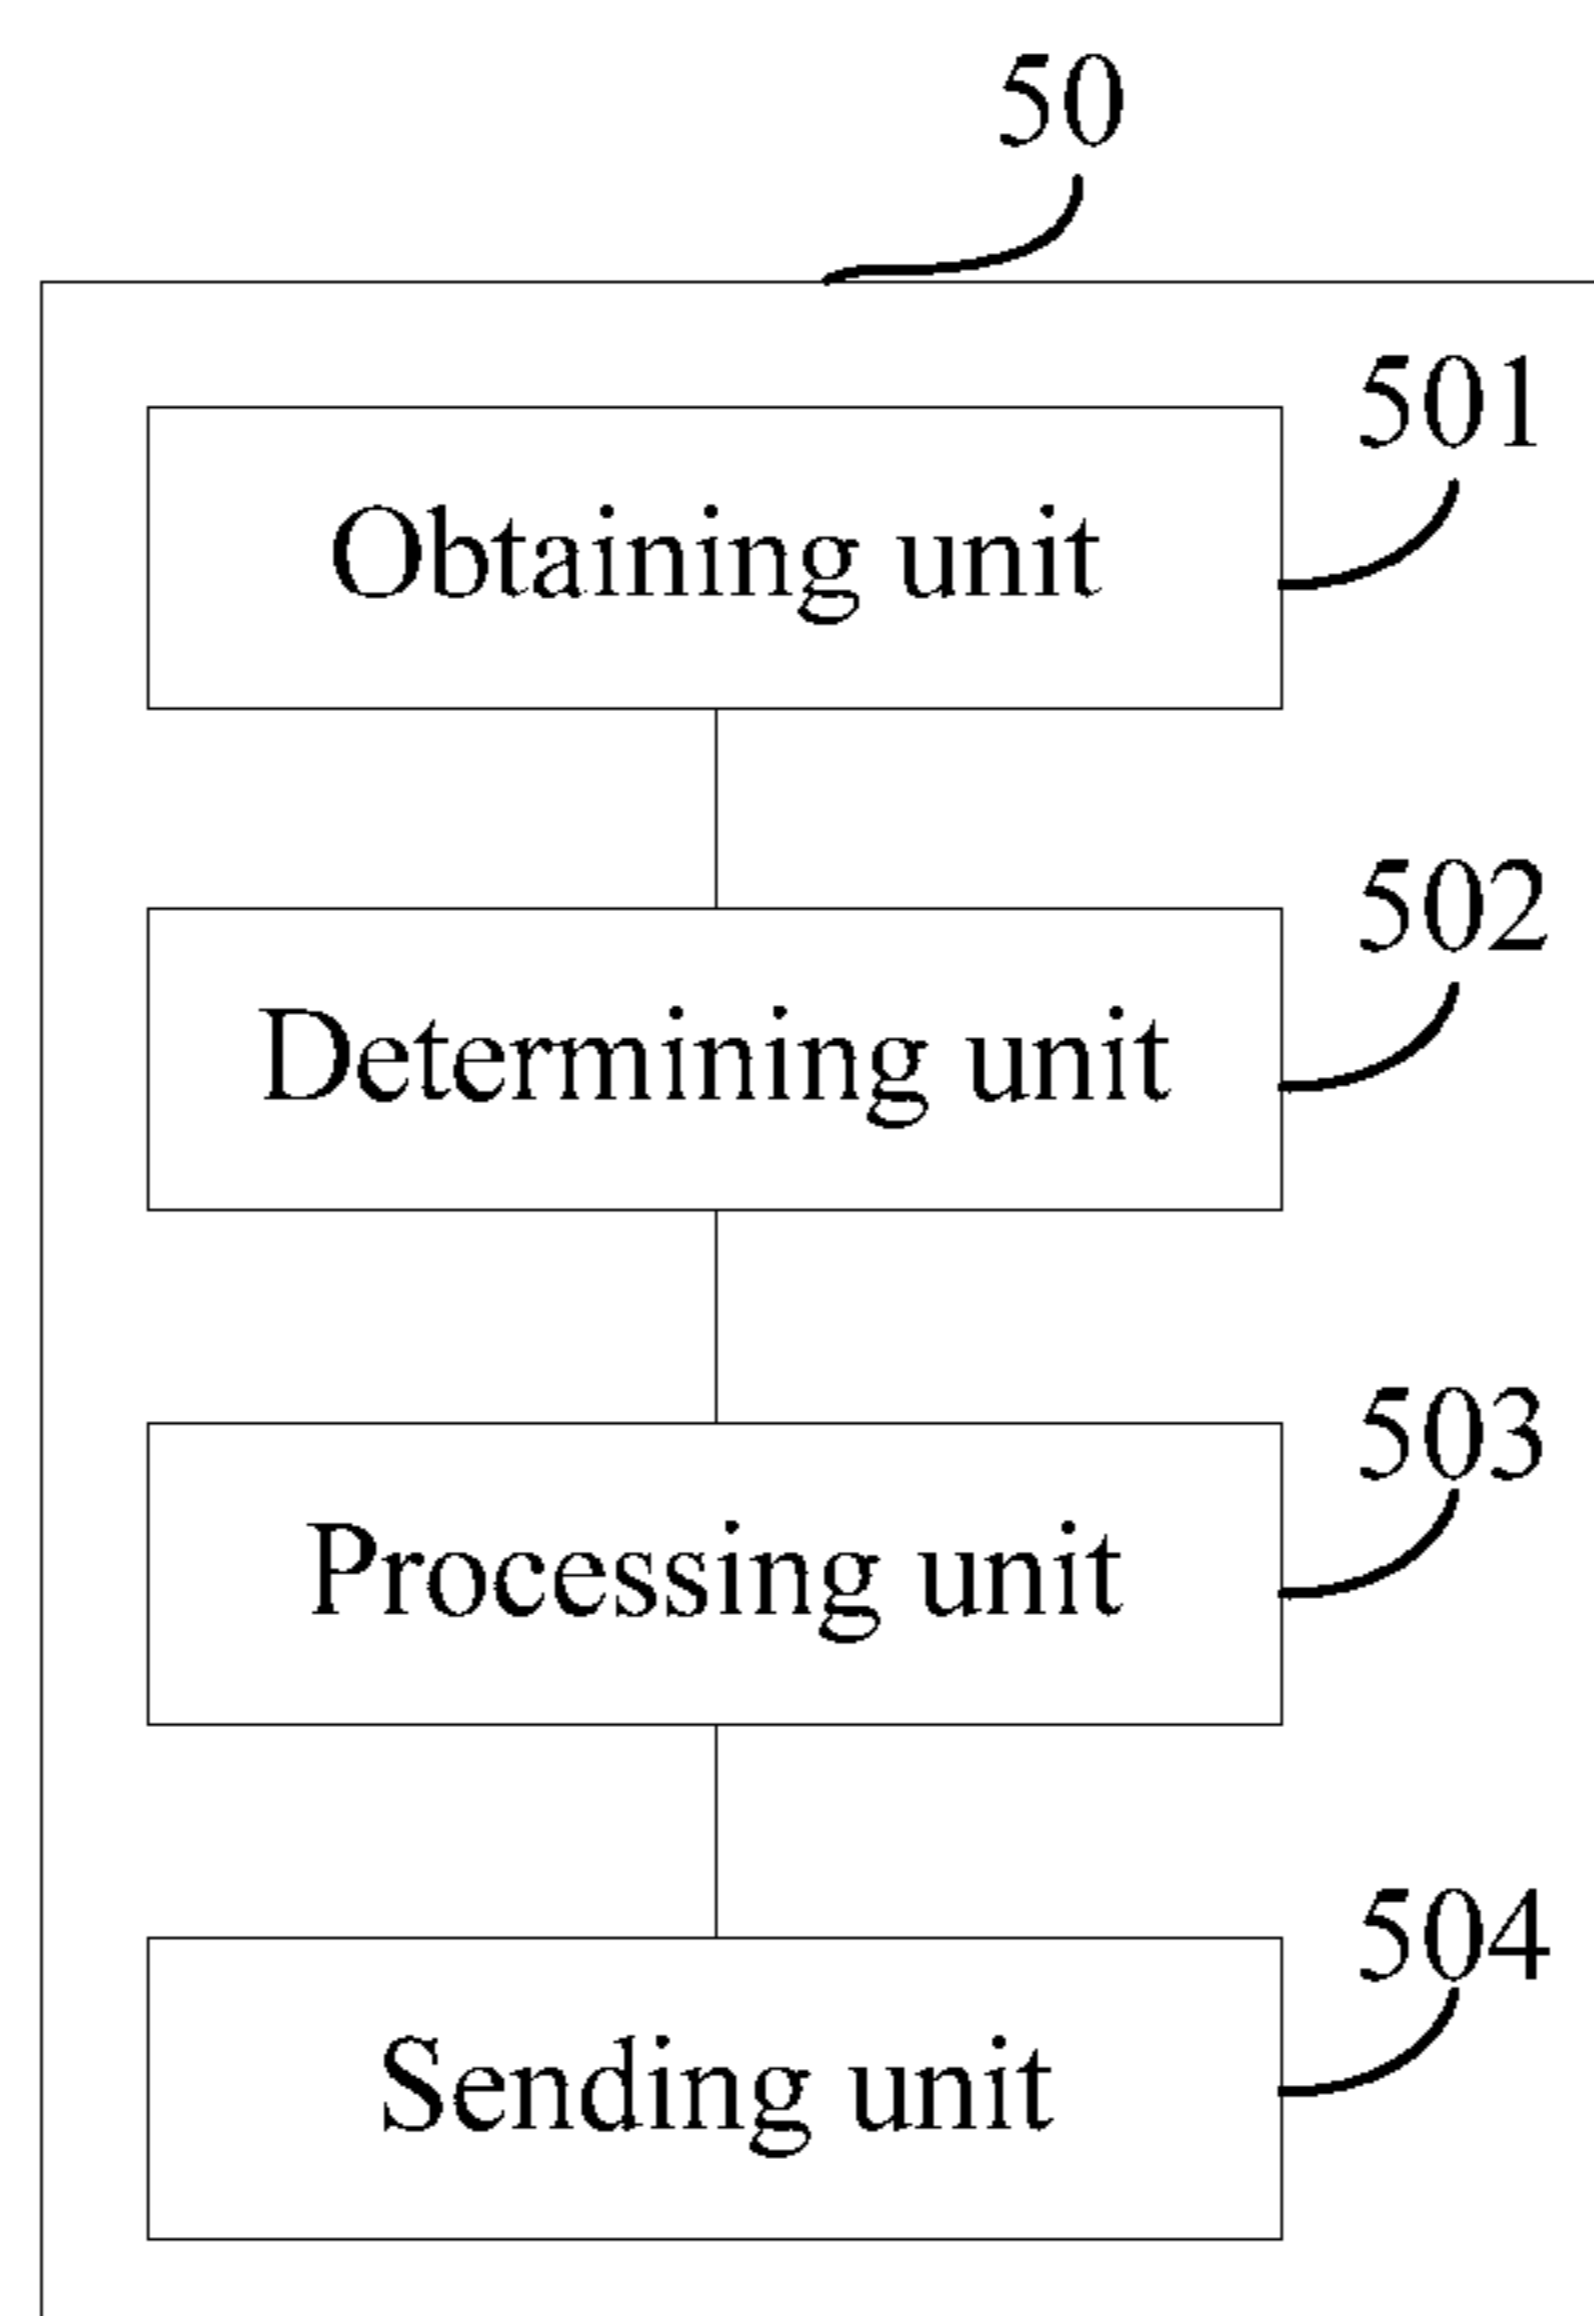 50
501
Obtaining unit
502
Determining unit
503
Processing unit
504
Sending unit